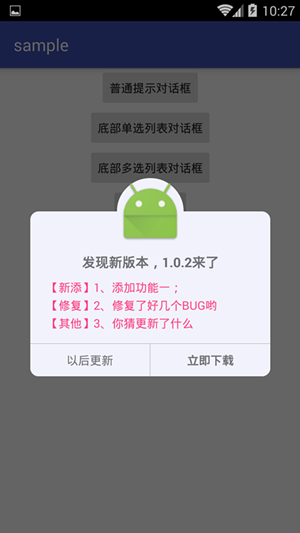 10:27
sample
普通提示对话框
底部单选列表对话框
底部多选列表对话框
发现新版本，1.0.2来了
【新添】1、添加功能一；
【修复】2、修复了好几个BUG哟
【其他】3、你猜更新了什么
以后更新
立即下载